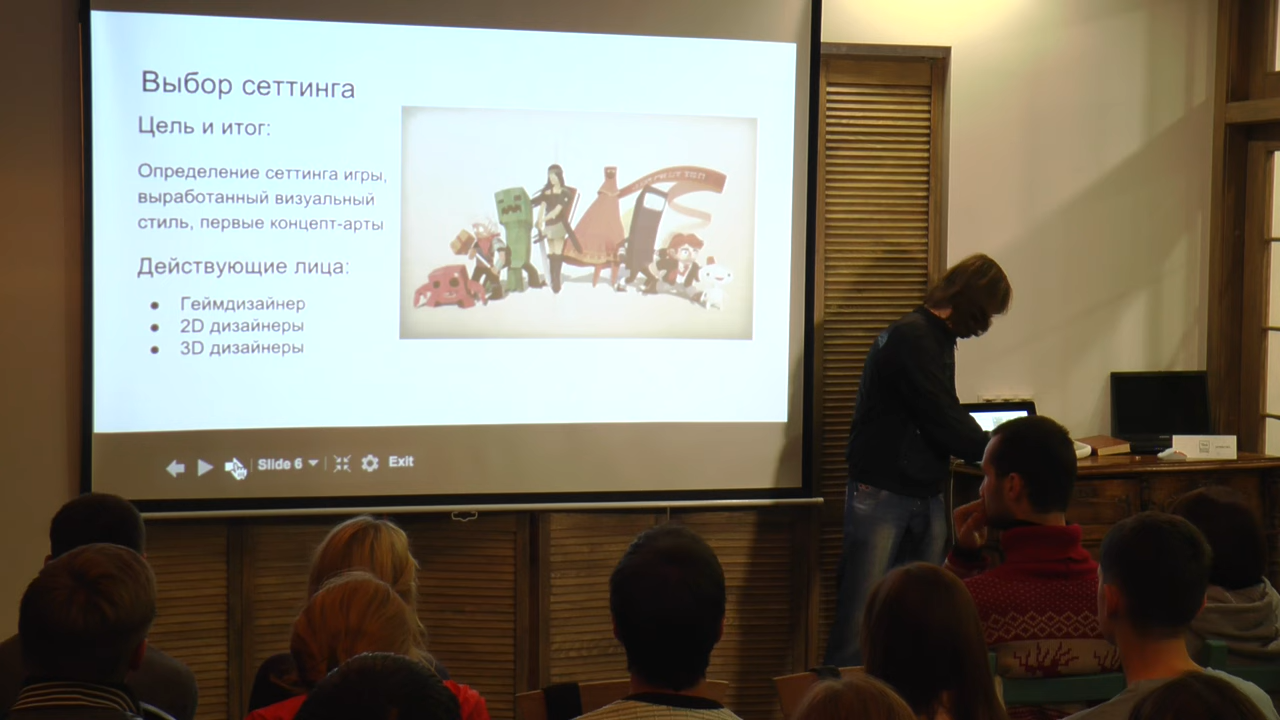 Выбор сеттинга
Цель и итог:
Определение сеттинга игры,
выработанный визуальный
стиль, первые концепт-арты
Действующие лица:
Геймдизайнер
2D дизайнеры
3D дизайнеры
Slide 6
Exit